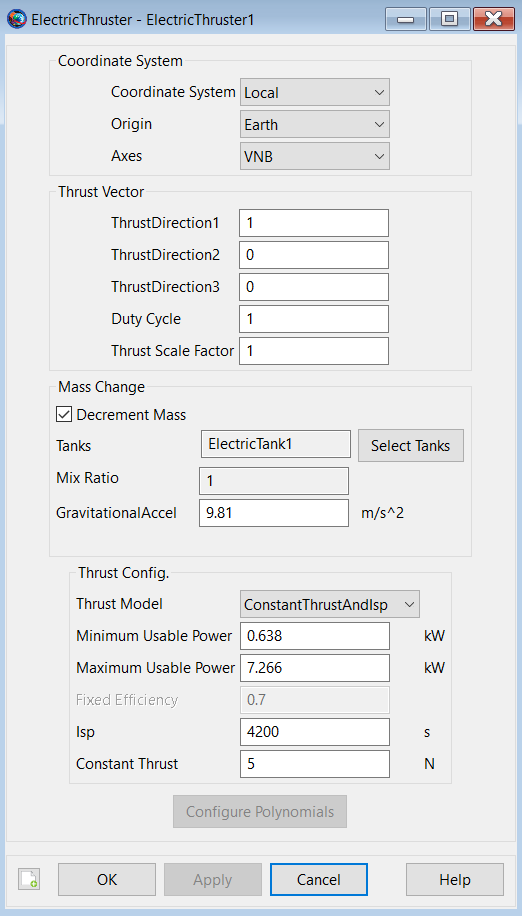 ElectricThruster - ElectricThruster1
Coordinate System
Coordinate System Local
Origin Earth
Axes VNB
Thrust Vector
ThrustDirection1 1
ThrustDirection2 0
ThrustDirection3 0
Duty Cycle 1
Thrust Scale Factor 1
Mass Change
Decrement Mass
Tanks ElectricTank1 Select Tanks
Mix Ratio 1
GravitationalAccel 9.81 m/s^2
Thrust Config.
Thrust Model ConstantThrustAndIsp
Minimum Usable Power 0.638 kW
Maximum Usable Power 7.266 kW
Fixed Efficiency 0.7
Isp 4200 s
Constant Thrust 5 N
Configure Polynomials
OK Apply Cancel Help